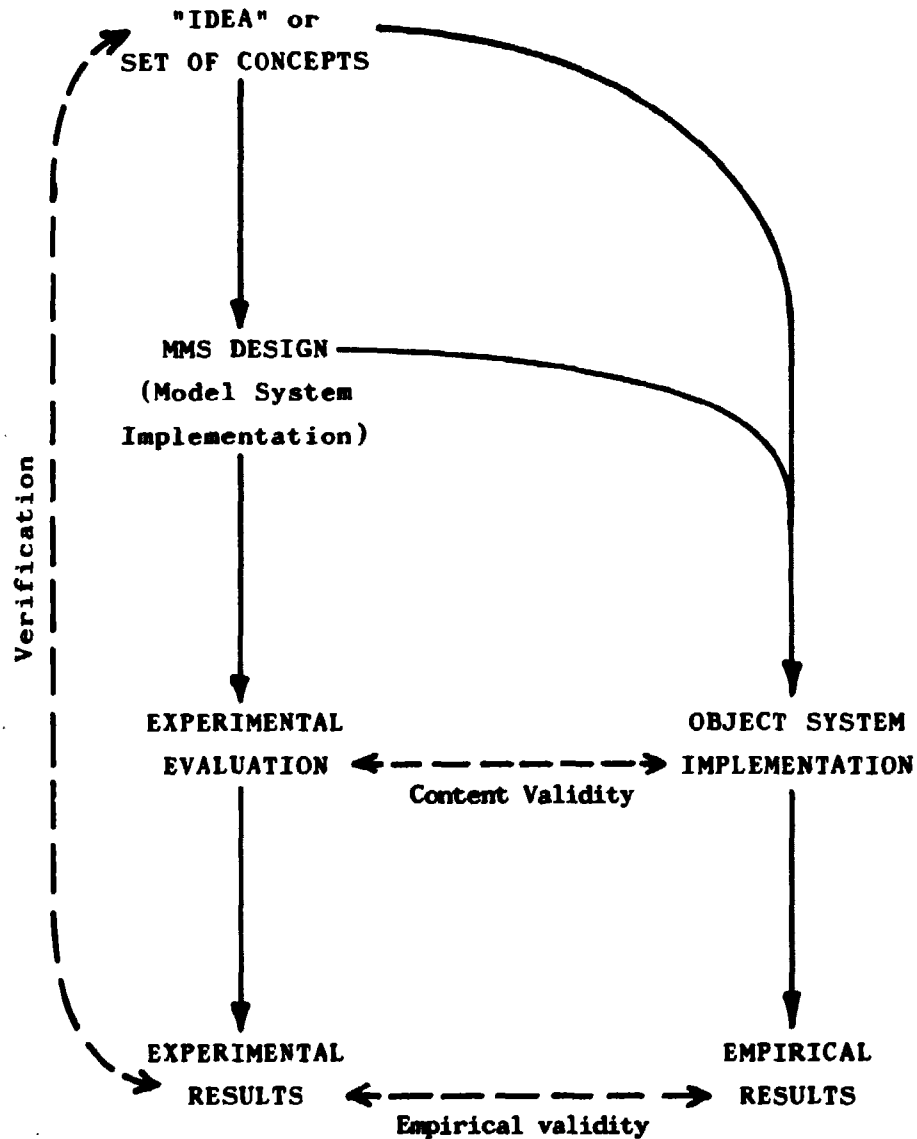 "IDEA" or
SET OF CONCEPTS
MMS DESIGN
(Model System
Implementation)
Verification
EXPERIMENTAL
EVALUATION
OBJECT SYSTEM
IMPLEMENTATION
Content Validity
EXPERIMENTAL
RESULTS
EMPIRICAL
RESULTS
Empirical validity